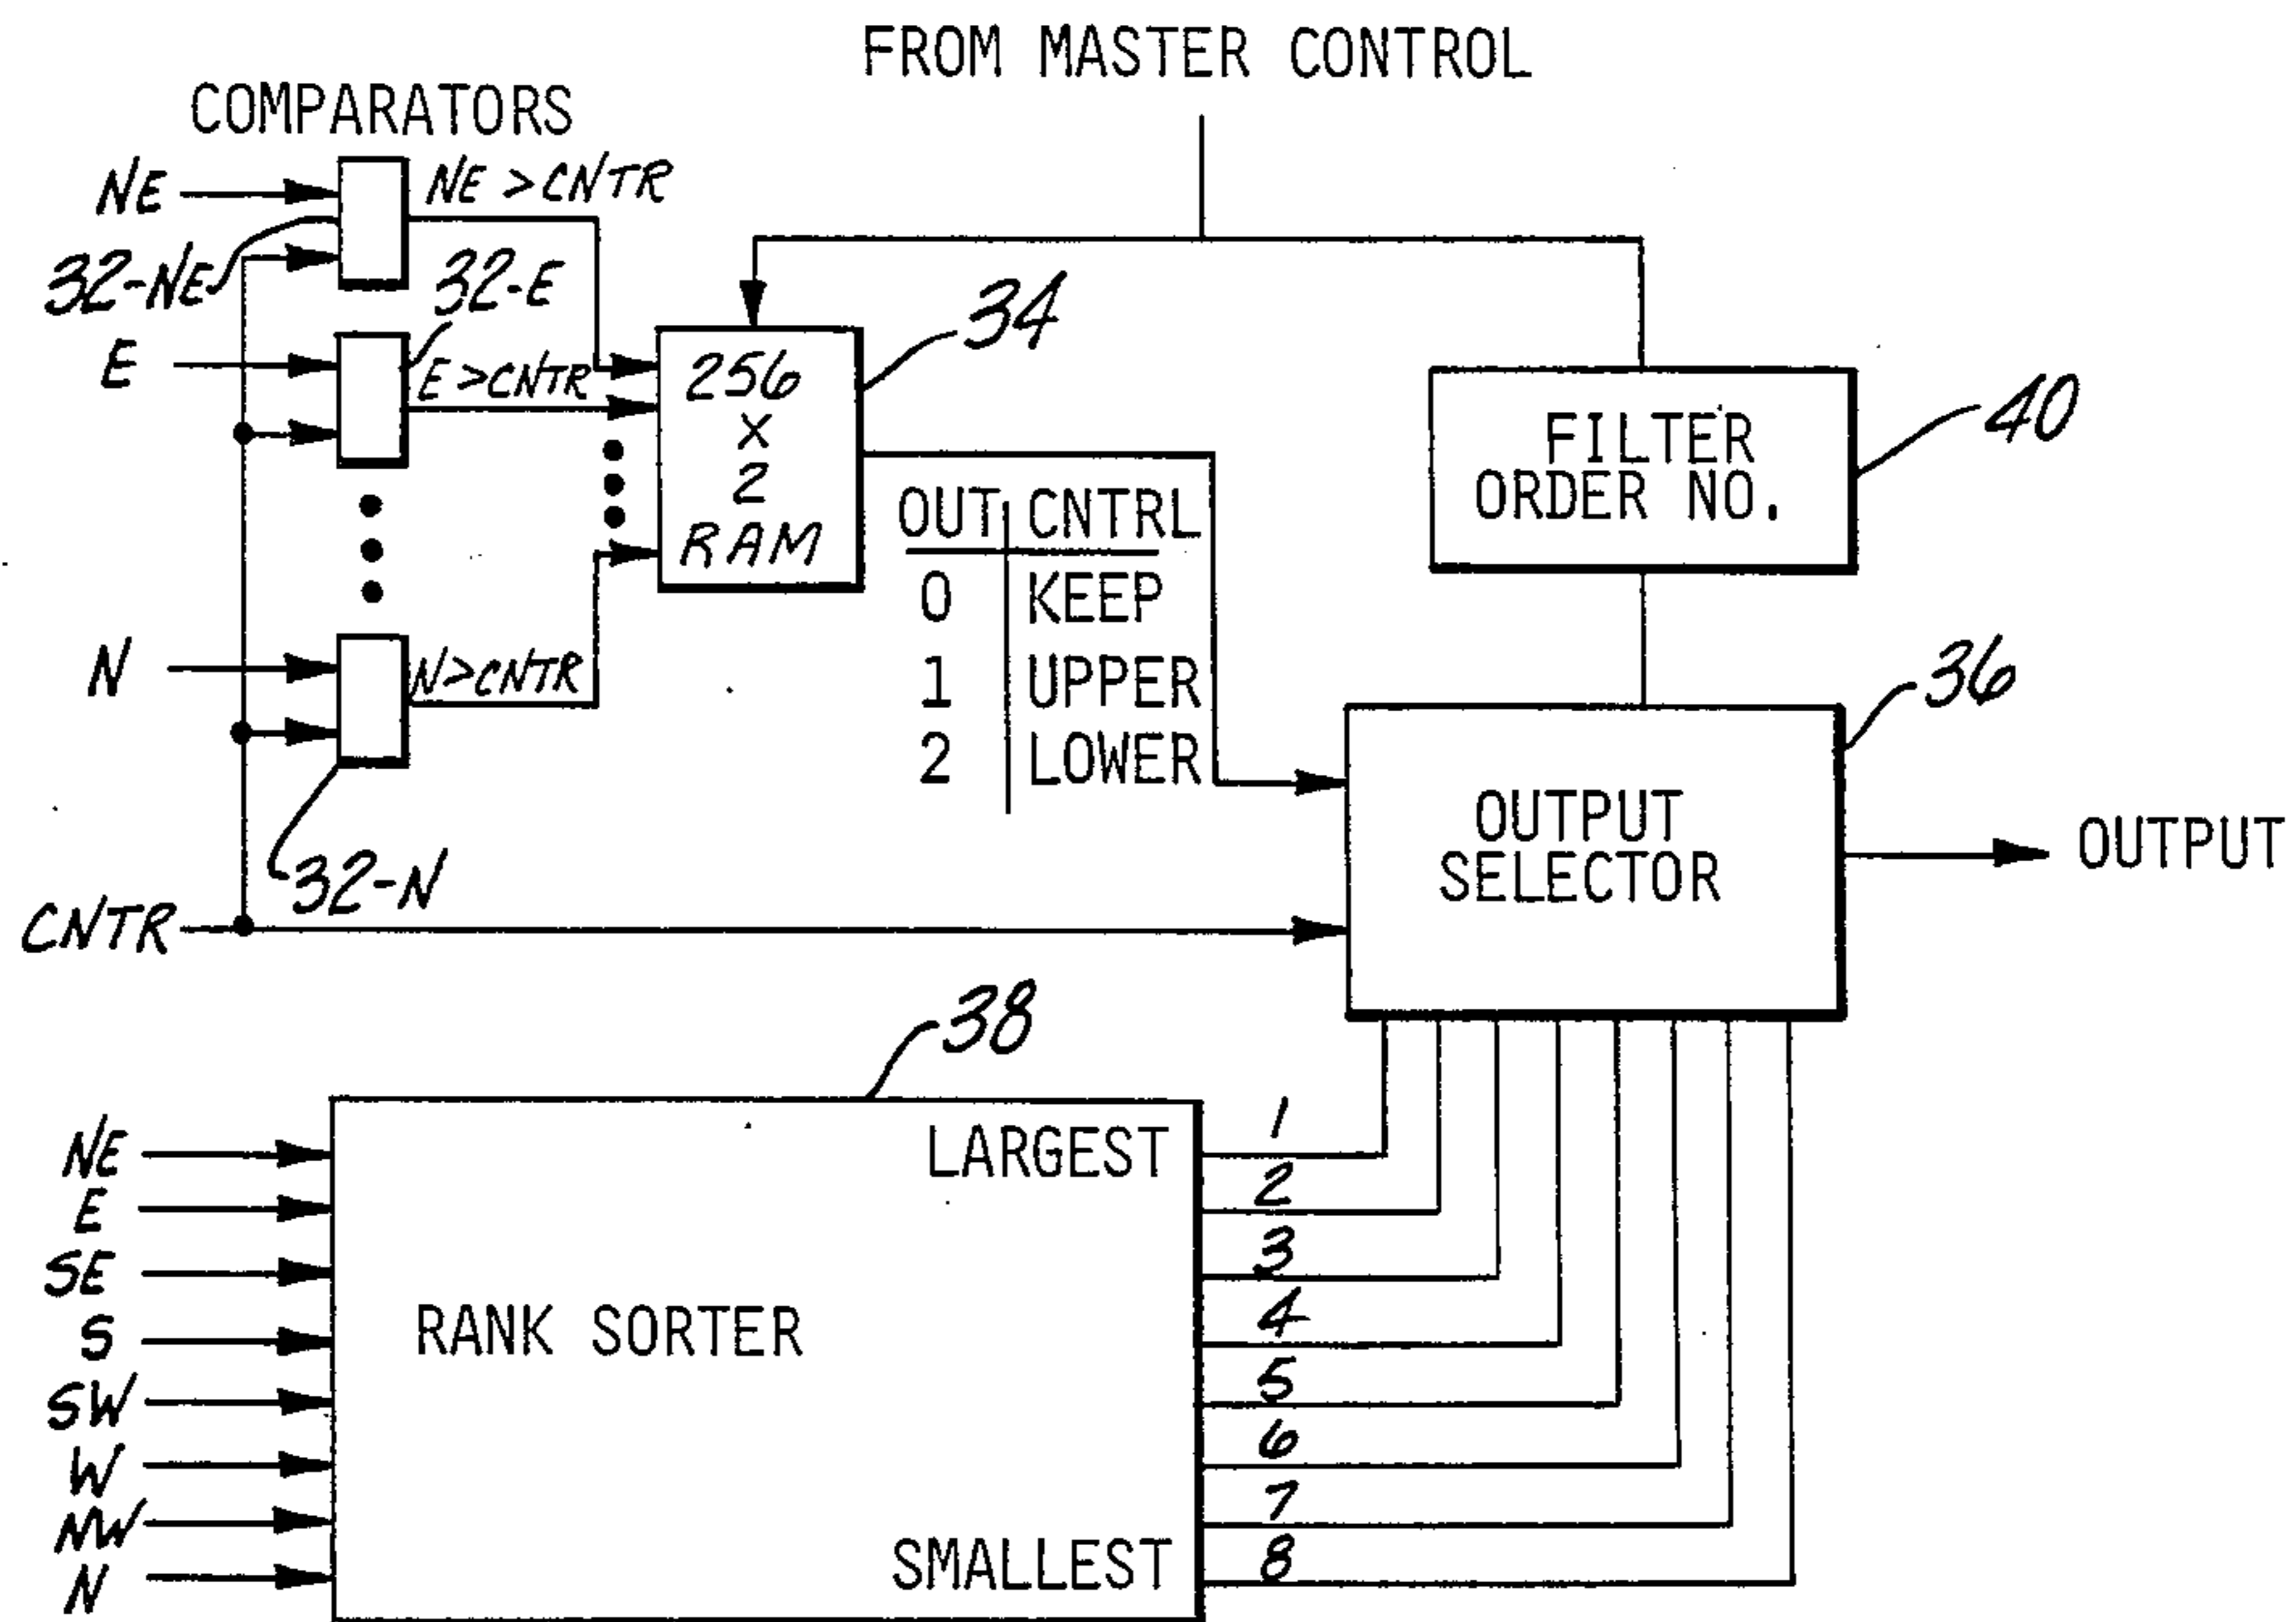 FROM MASTER CONTROL
COMPARATORS
NE
NE >CNTR
32-NE
32-E
E
E >CNTR
34
256
x
2
RAM
FILTER
ORDER NO.
40
OUT CNTRL
0 KEEP
1 UPPER
2 LOWER
N
N>CNTR
32-N
36
OUTPUT
SELECTOR
OUTPUT
CNTR
38
NE
E
SE
S
SW
W
NW
N
RANK SORTER
LARGEST
SMALLEST
1
2
3
4
5
6
7
8